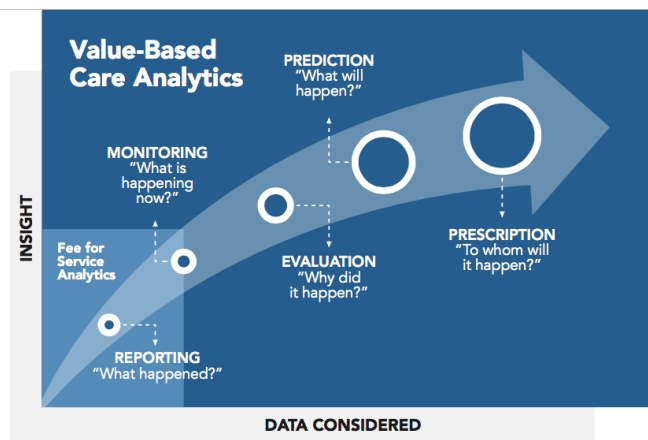 Value-Based
Care Analytics
PREDICTION
“What will
happen?”
MONITORING
“What is
happening
now?”
Fee for
Service
Analytics
EVALUATION
“Why did
it happen?”
PRESCRIPTION
“To whom will
it happen?”
REPORTING
“What happened?”
INSIGHT
DATA CONSIDERED